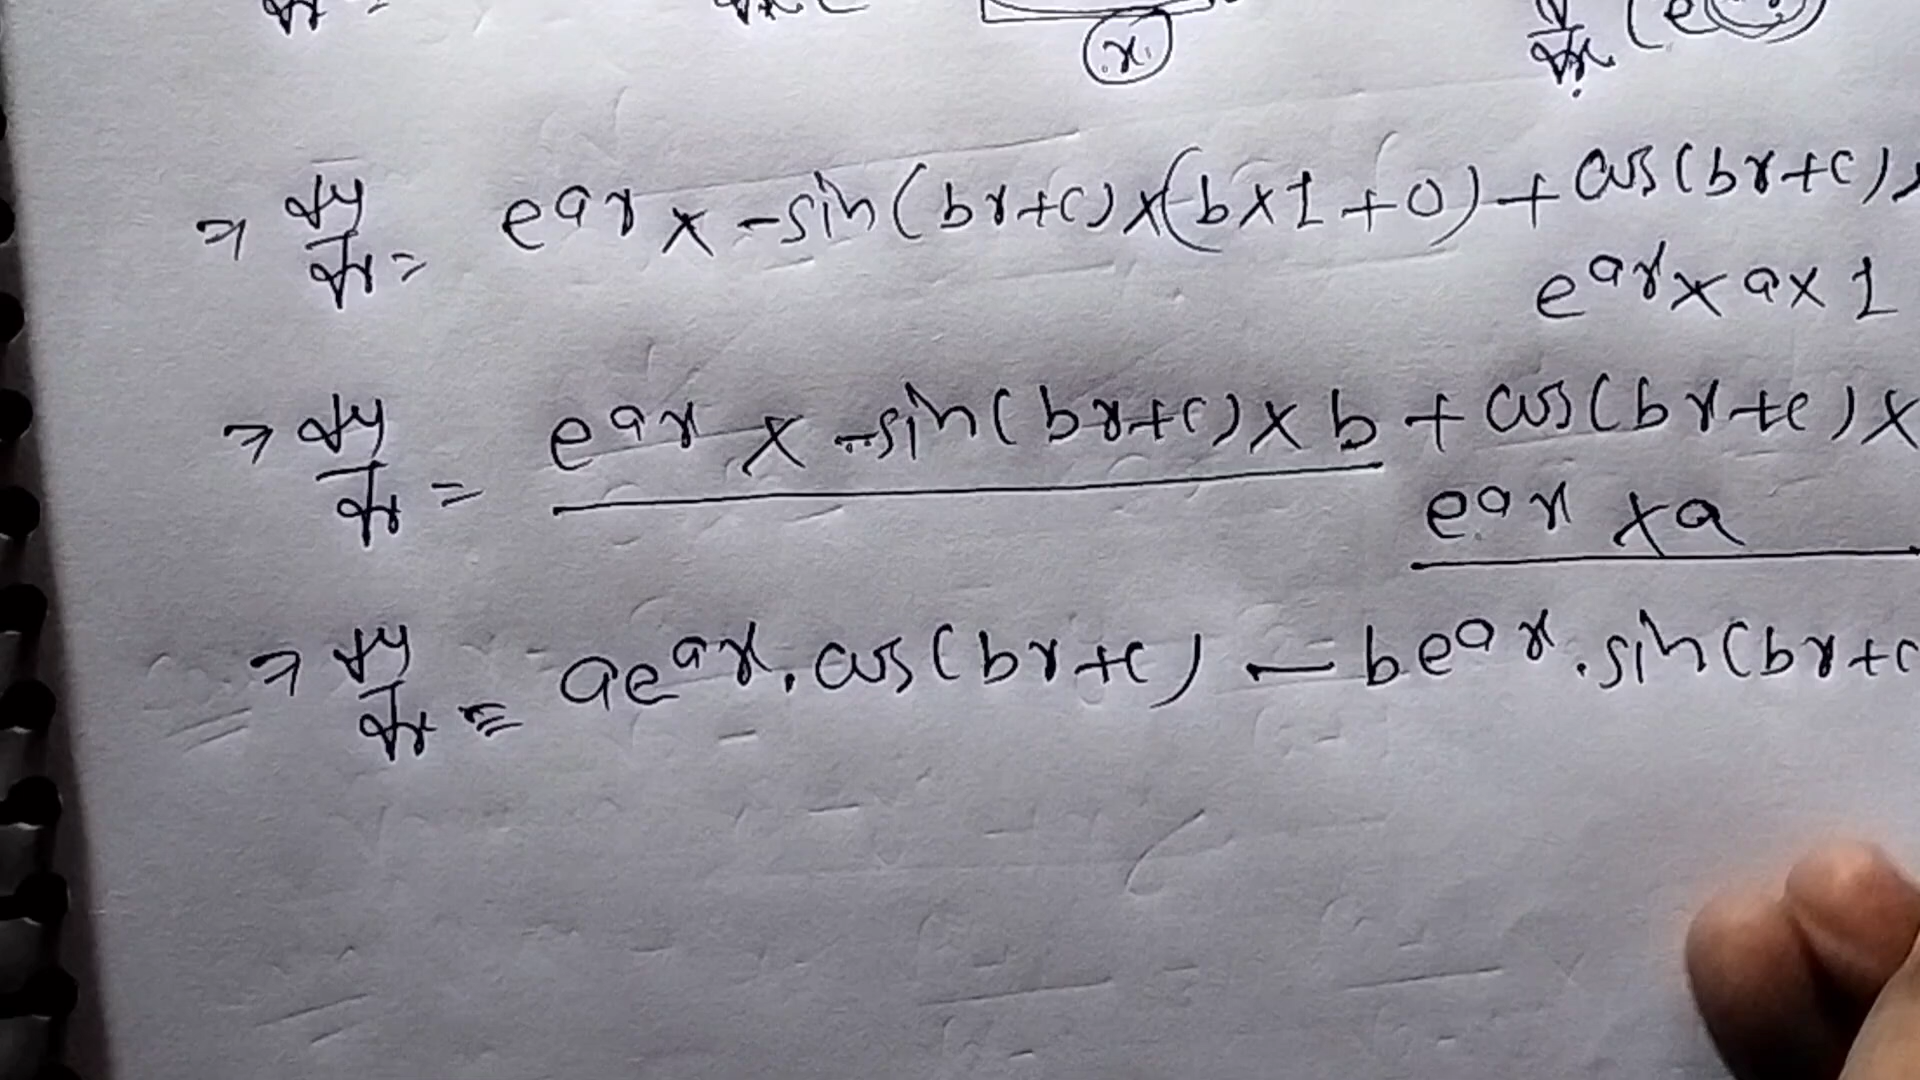 x
(e
⇒ dy/dx = e^ax × -sin(bx+c)×(b×1+0)+cos(bx+c)×
e^ax × a×1
⇒ dy/dx = e^ax × -sin(bx+c)×b + cos(bx+c)×
e^ax ×a
⇒ dy/dx = ae^ax.cos(bx+c) - be^ax.sin(bx+c